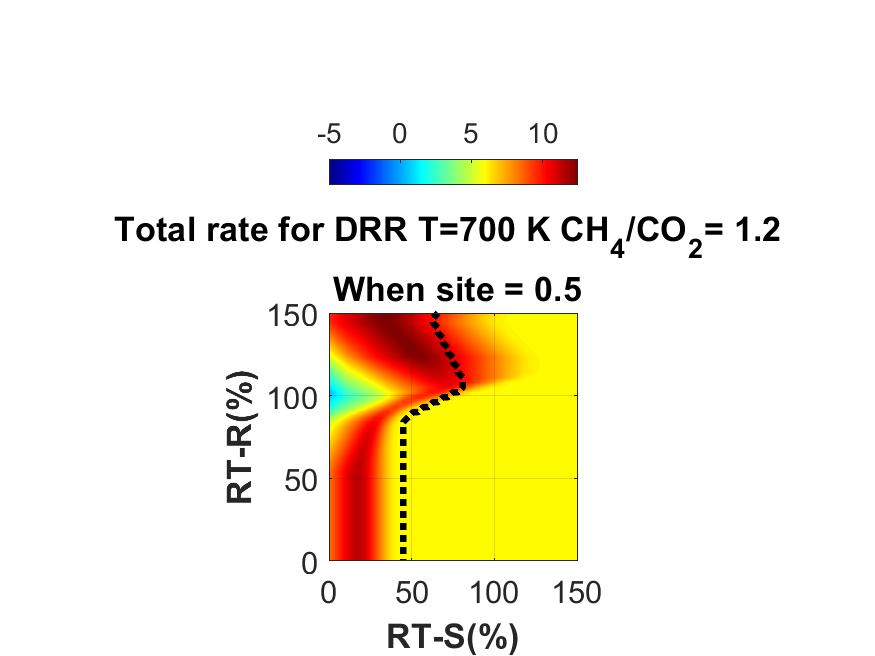 -5 0 5 10
Total rate for DRR T=700 K CH4/CO2= 1.2
When site = 0.5
150
100
50
0
RT-R(%)
0 50 100 150
RT-S(%)